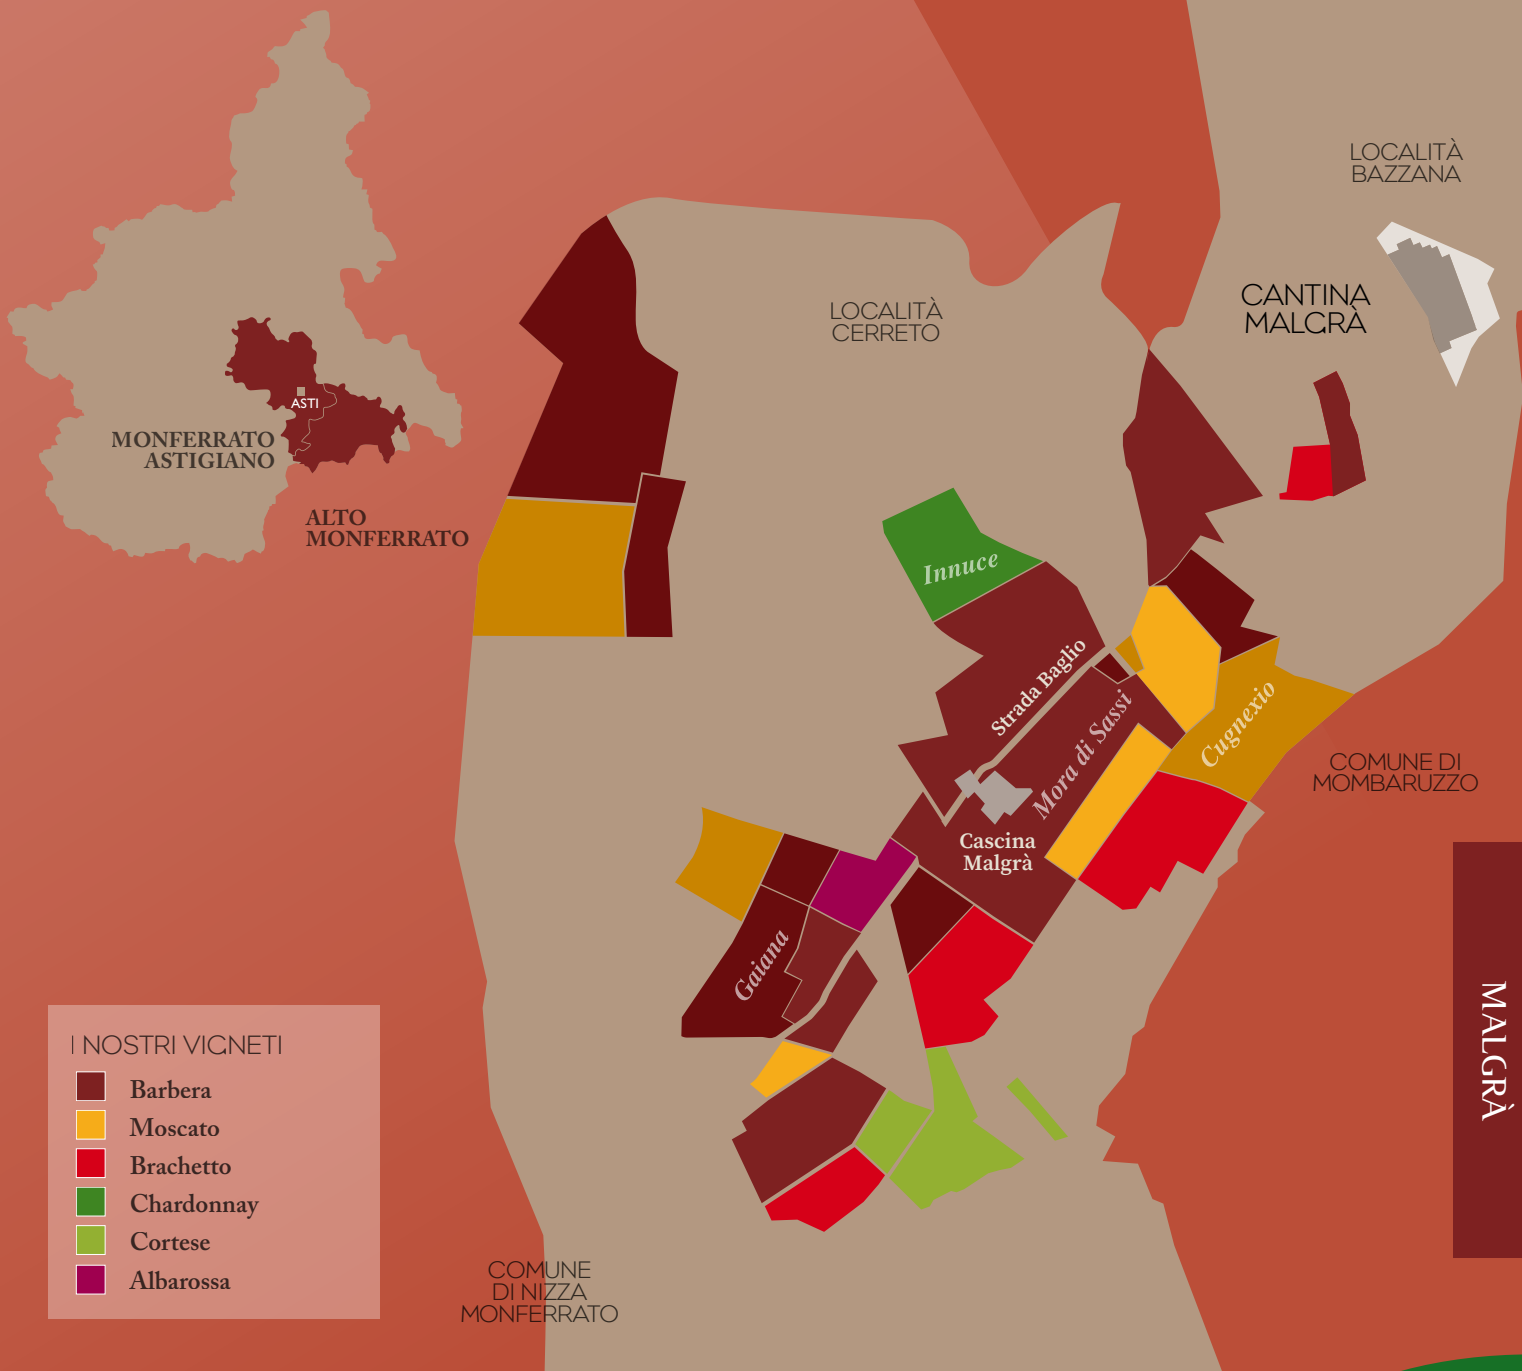 LOCALITÀ
BAZZANA
CANTINA
MALGRÀ
LOCALITÀ
CERRETO
ASTI
MONFERRATO
ASTIGIANO
ALTO
MONFERRATO
Innuce
Strada Baglio
Mora di Sassi
Cugnexio
COMUNE DI
MOMBARUZZO
Cascina
Malgrà
Gaiana
MALGRÀ
I NOSTRI VIGNETI
Barbera
Moscato
Brachetto
Chardonnay
Cortese
Albarossa
COMUNE
DI NIZZA
MONFERRATO